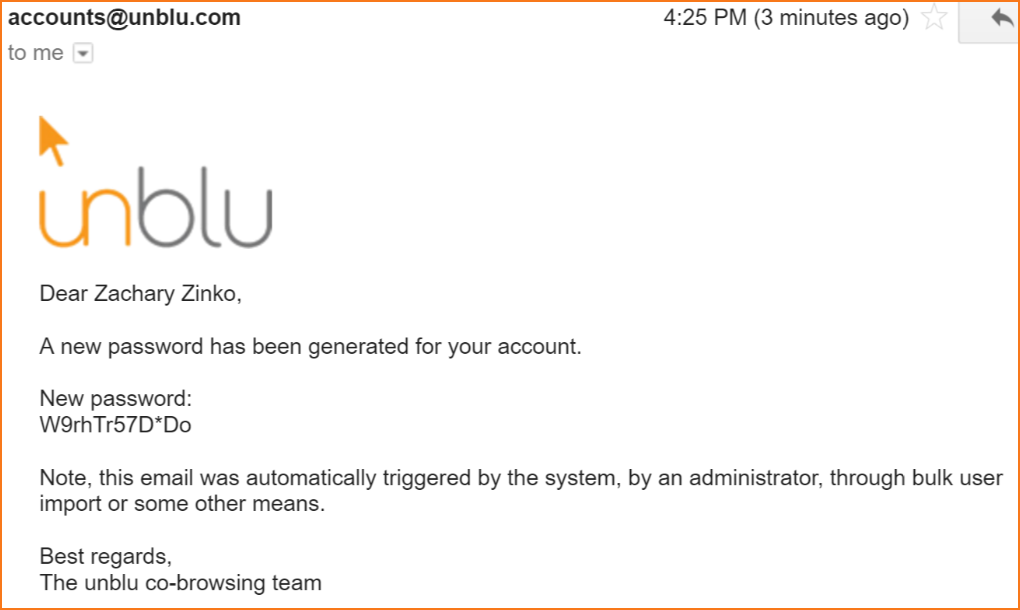 accounts@unblu.com 4:25 PM (3 minutes ago)
to me
unblu
Dear Zachary Zinko,
A new password has been generated for your account.
New password:
W9rhTr57D*Do
Note, this email was automatically triggered by the system, by an administrator, through bulk user
import or some other means.
Best regards,
The unblu co-browsing team